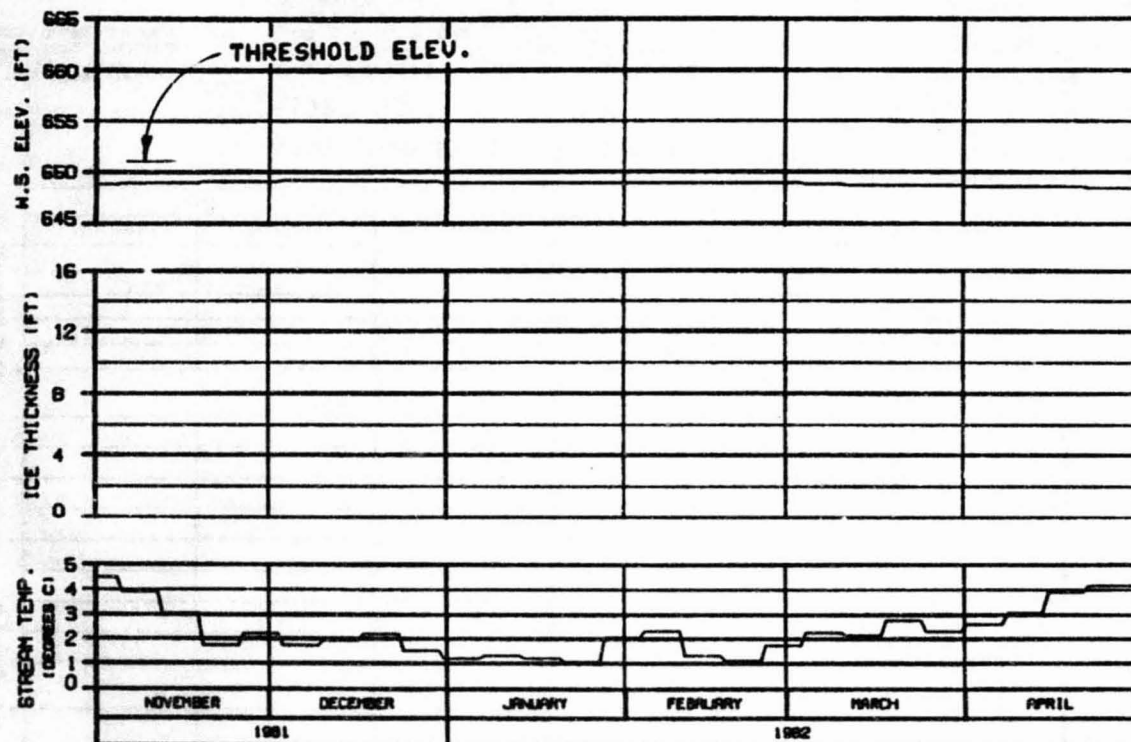 W.S. ELEV. (FT)
665
660
655
650
645
THRESHOLD ELEV.
ICE THICKNESS (FT)
16
12
8
4
0
STREAM TEMP.
(DEGREES C)
5
4
3
2
1
0
NOVEMBER DECEMBER JANUARY FEBRUARY MARCH APRIL
1981 1982